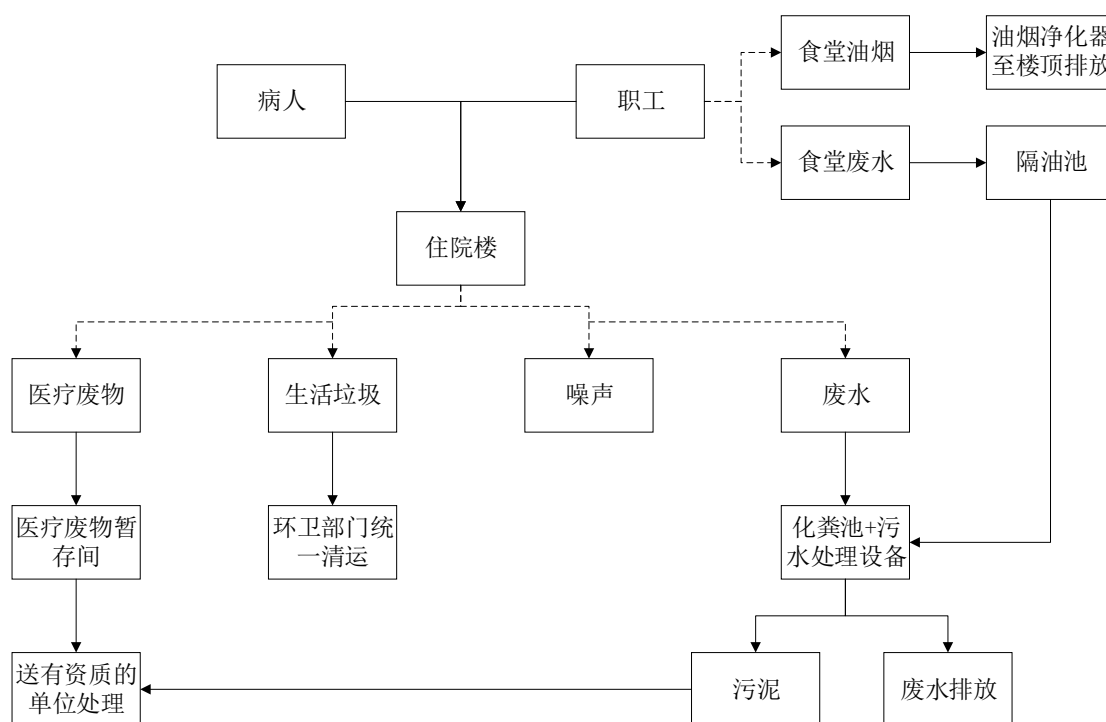 食堂油烟
油烟净化器
至楼顶排放
病人
职工
食堂废水
隔油池
住院楼
医疗废物
生活垃圾
噪声
废水
医疗废物暂
存间
环卫部门统
一清运
化粪池+污
水处理设备
送有资质的
单位处理
污泥
废水排放